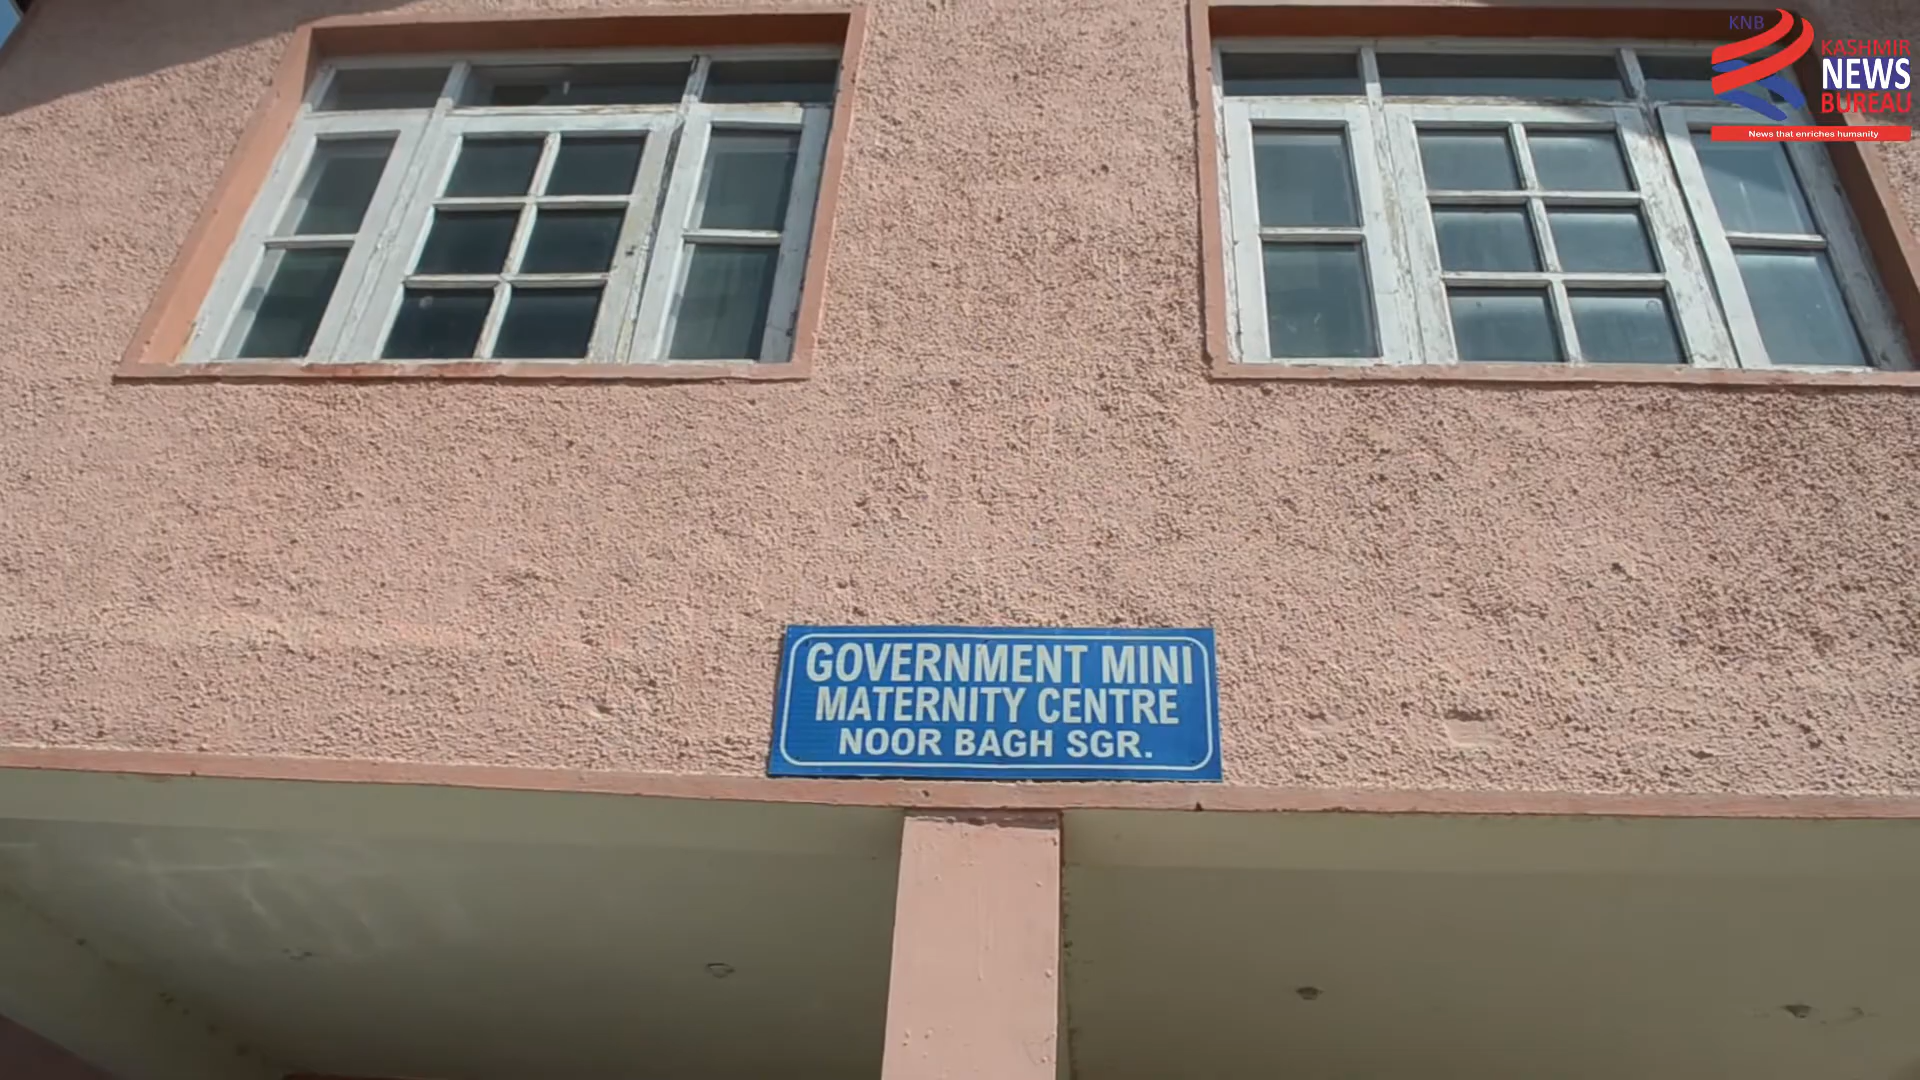 KNB
KASHMIR
NEWS
BUREAU
News that enriches humanity
GOVERNMENT MINI
MATERNITY CENTRE
NOOR BAGH SGR.